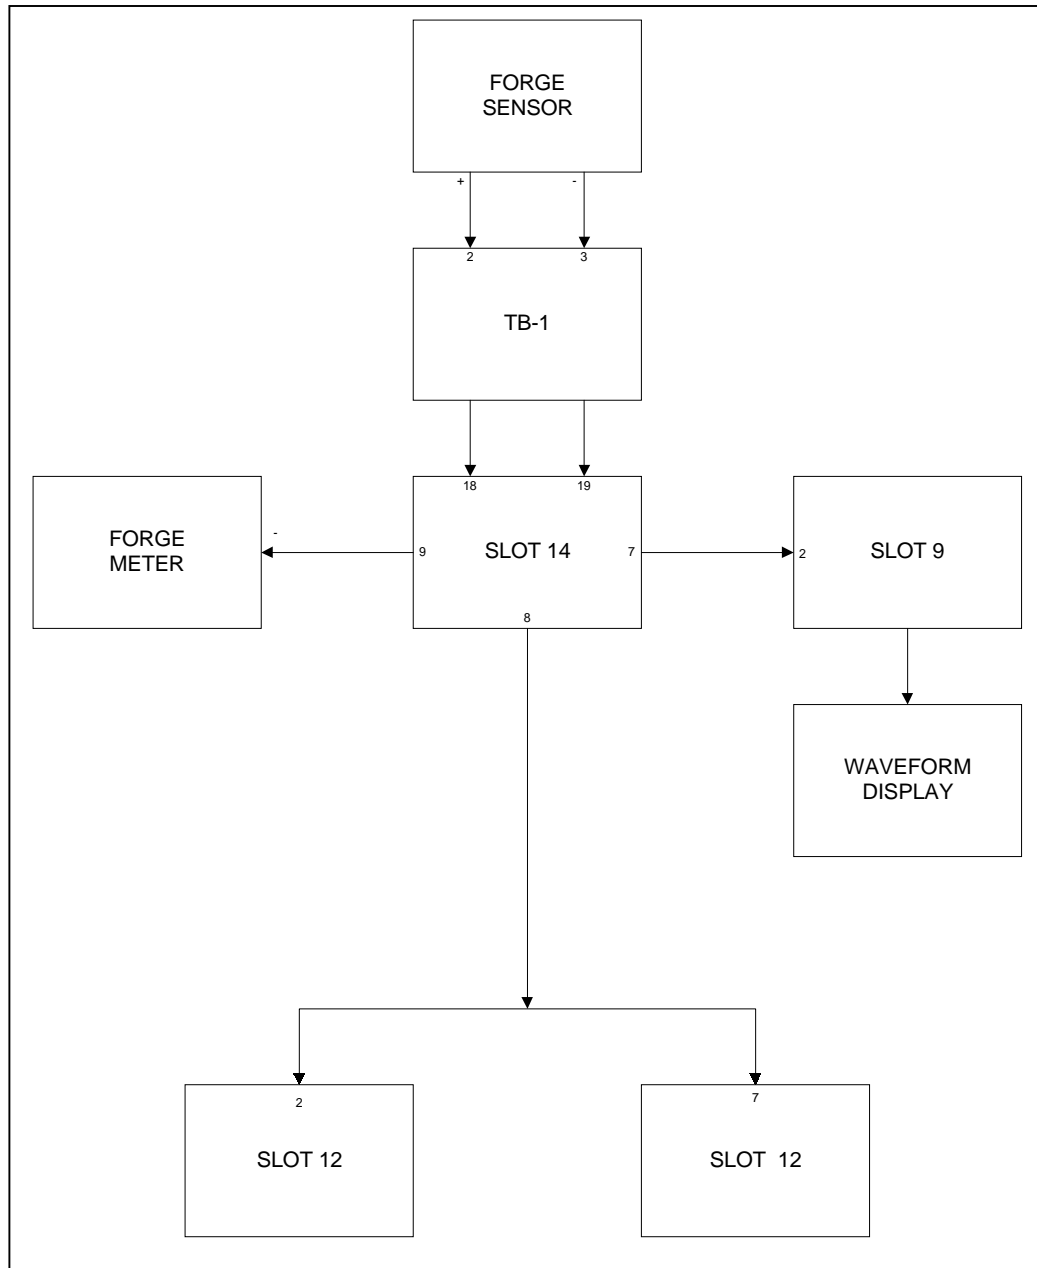 FORGE
SENSOR
+ -
2 3
TB-1
18 19
FORGE
METER
-
9 SLOT 14 7
8
2 SLOT 9
WAVEFORM
DISPLAY
2
SLOT 12
7
SLOT 12